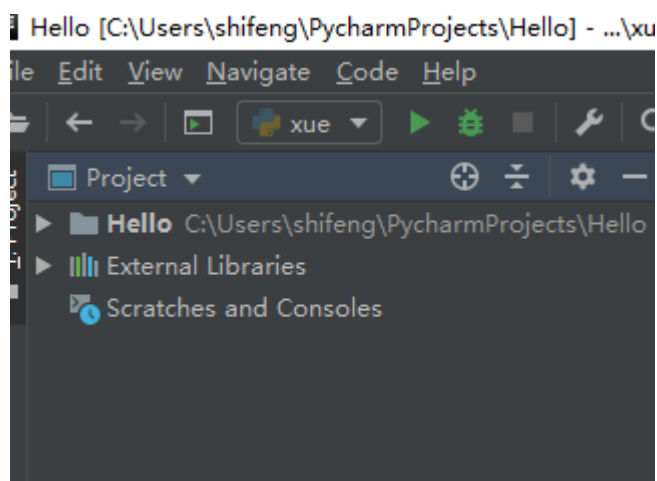 Hello [C:\Users\shifeng\PycharmProjects\Hello] - ...\xu
ile Edit View Navigate Code Help
xue
Project
Hello C:\Users\shifeng\PycharmProjects\Hello
External Libraries
Scratches and Consoles